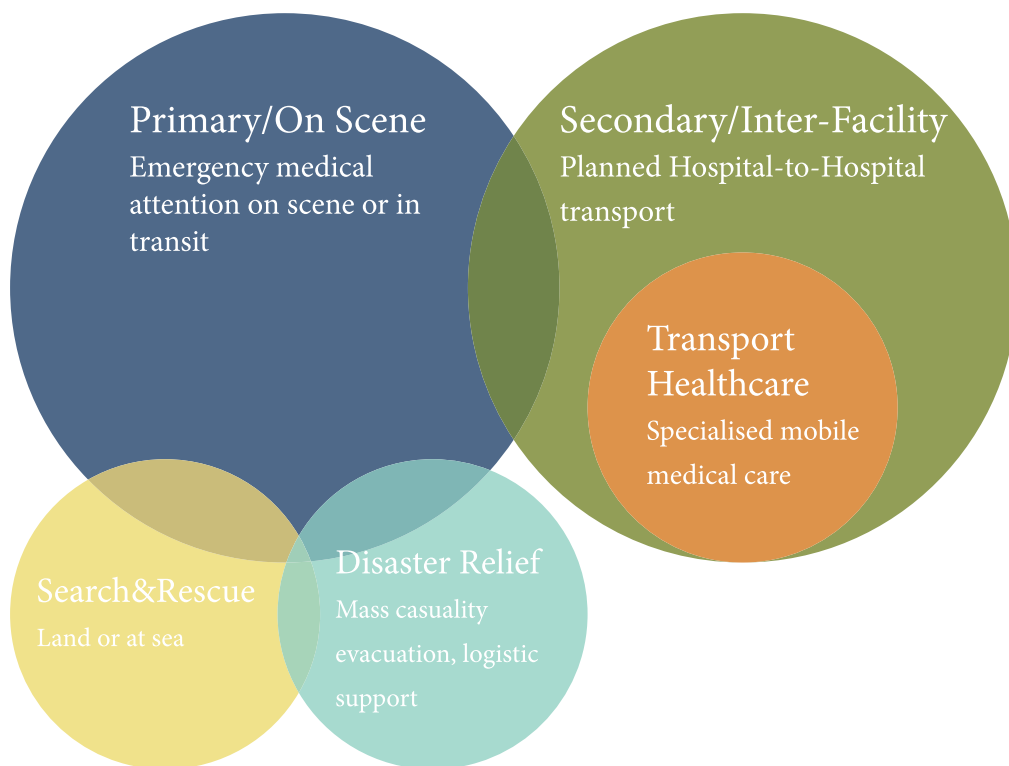 Primary/On Scene
Emergency medical
attention on scene or in
transit
Secondary/Inter-Facility
Planned Hospital-to-Hospital
transport
Transport
Healthcare
Specialised mobile
medical care
Search&Rescue
Land or at sea
Disaster Relief
Mass casuality
evacuation, logistic
support